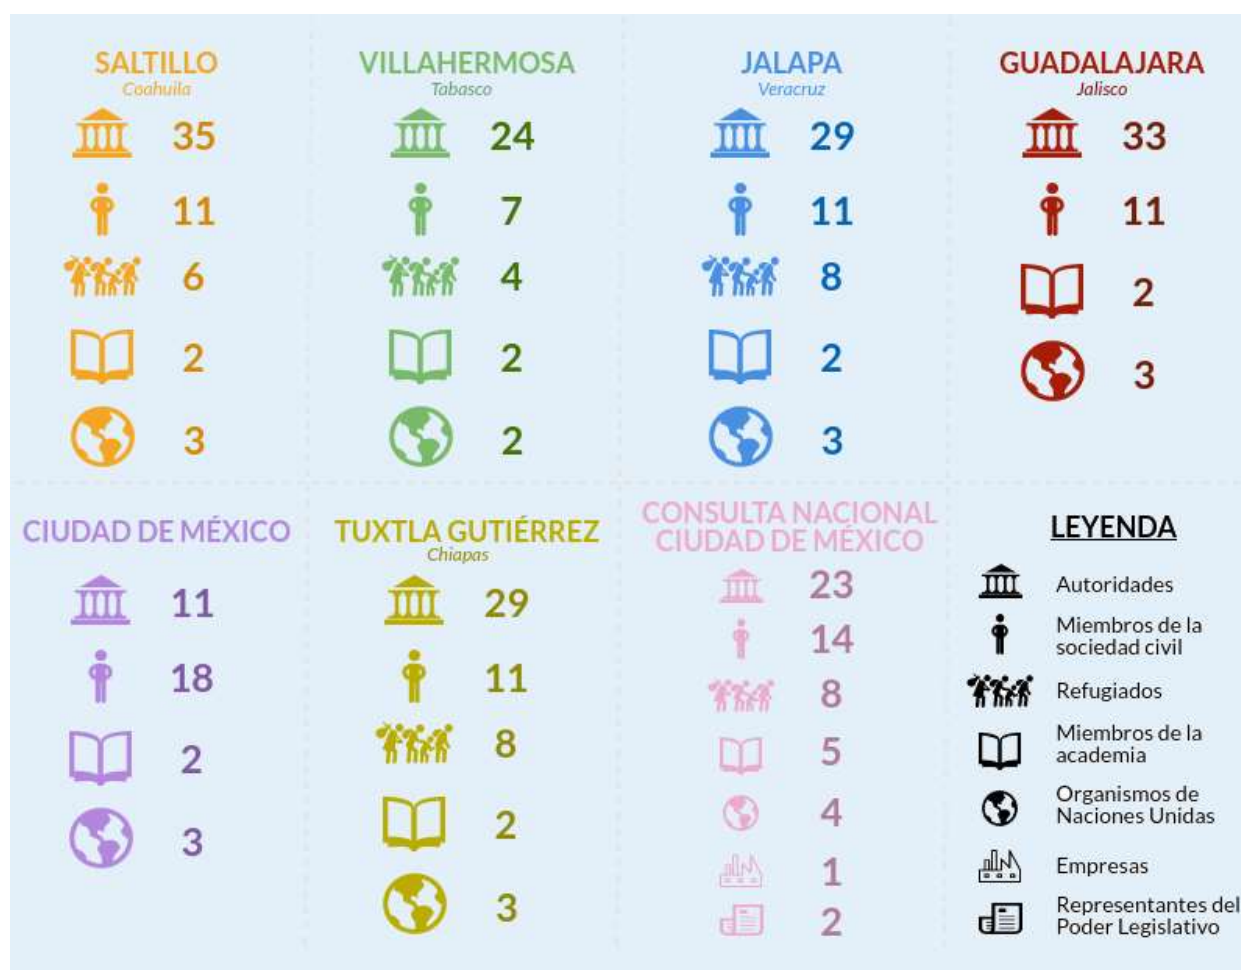 SALTILLO
Coahuila
35
11
6
2
3
VILLAHERMOSA
Tabasco
24
7
4
2
2
JALAPA
Veracruz
29
11
8
2
3
GUADALAJARA
Jalisco
33
11
2
3
CIUDAD DE MÉXICO
11
18
2
3
TUXTLA GUTIÉRREZ
Chiapas
29
11
8
2
3
CONSULTA NACIONAL
CIUDAD DE MÉXICO
23
14
8
5
4
1
2
LEYENDA
Autoridades
Miembros de la
sociedad civil
Refugiados
Miembros de la
academia
Organismos de
Naciones Unidas
Empresas
Representantes del
Poder Legislativo